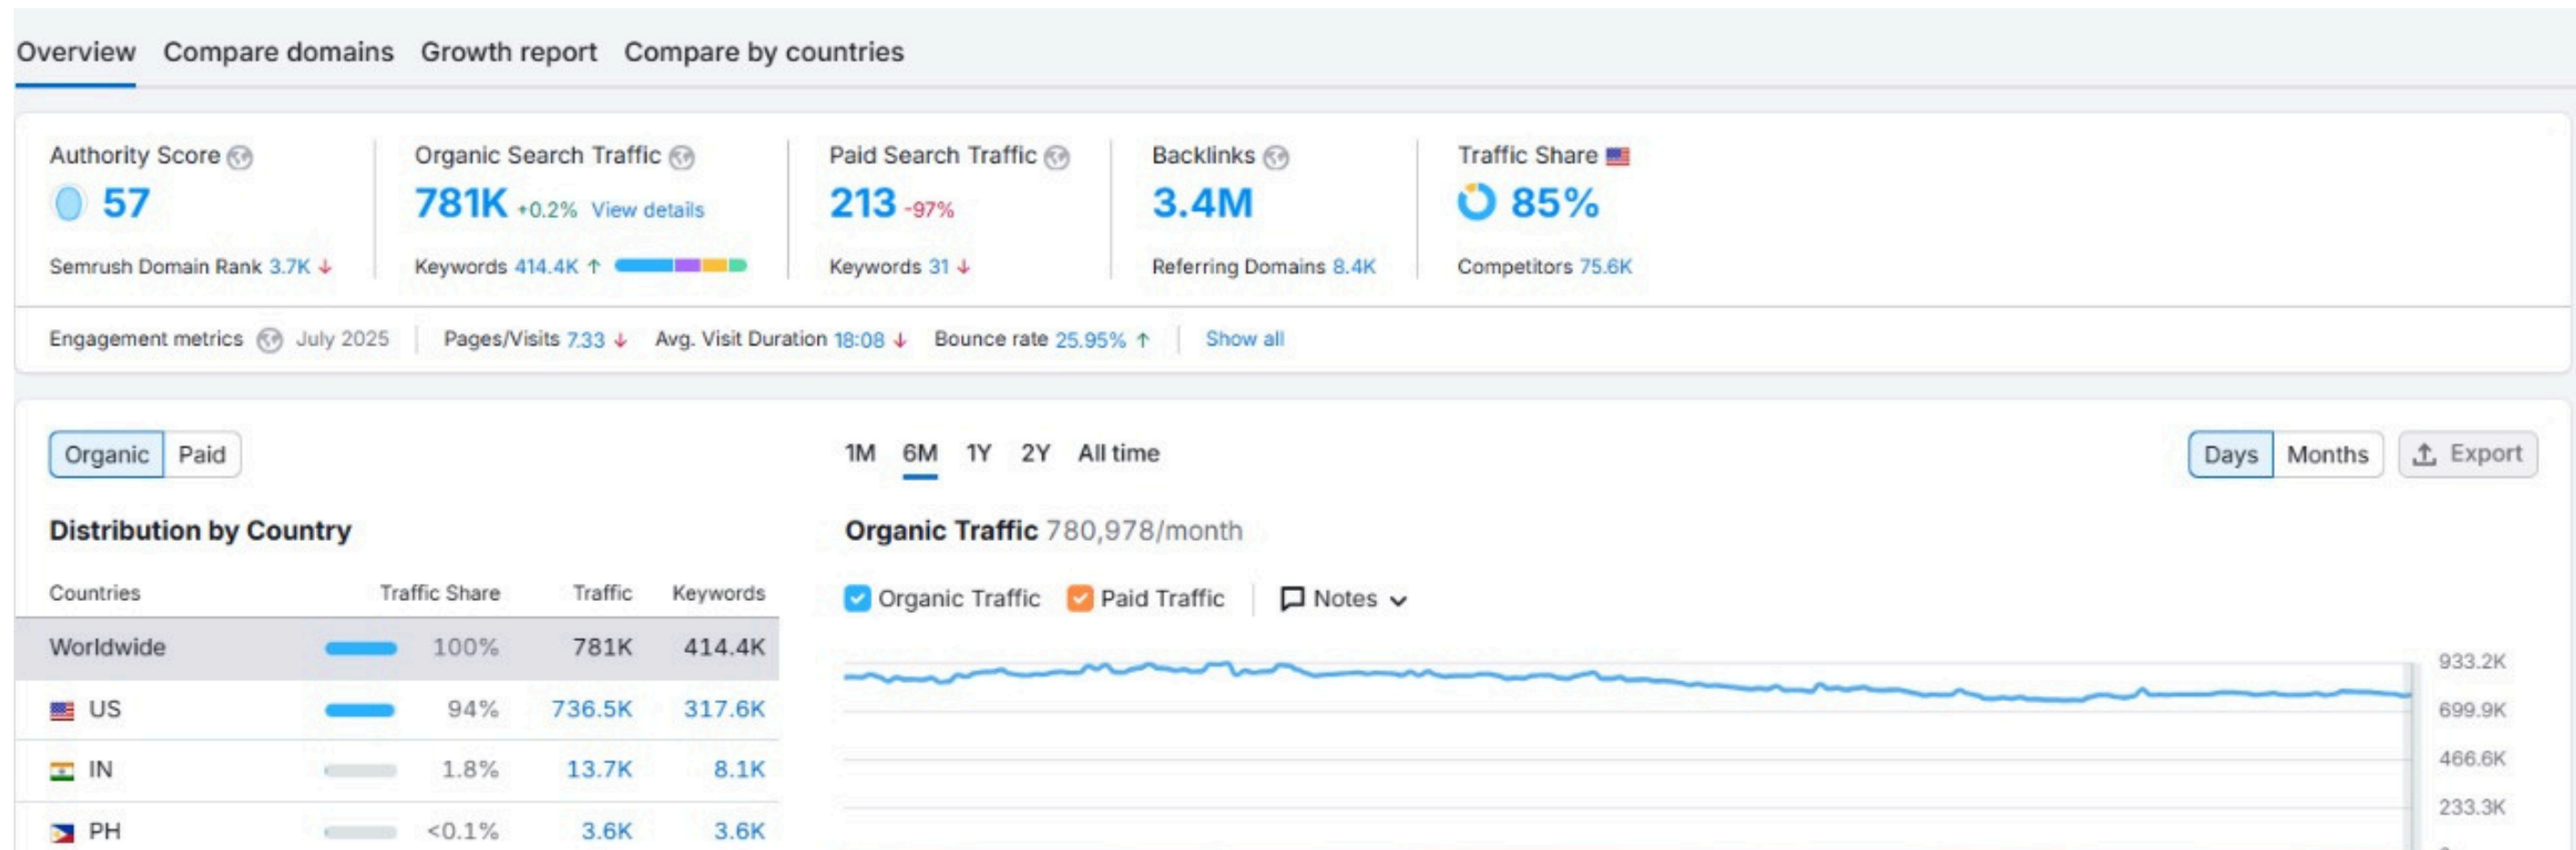 Overview Compare domains Growth report Compare by countries
Authority Score Organic Search Traffic Paid Search Traffic Backlinks Traffic Share
57 781K +0.2% View details 213 -97% 3.4M 85%
Semrush Domain Rank 3.7K ↓ Keywords 414.4K ↑ Keywords 31 ↓ Referring Domains 8.4K Competitors 75.6K
Engagement metrics July 2025 Pages/Visits 7.33 ↓ Avg. Visit Duration 18:08 ↓ Bounce rate 25.95% ↑ Show all
Organic Paid
1M 6M 1Y 2Y All time Days Months Export
Distribution by Country
Countries Traffic Share Traffic Keywords
Worldwide 100% 781K 414.4K
US 94% 736.5K 317.6K
IN 1.8% 13.7K 8.1K
PH <0.1% 3.6K 3.6K
Organic Traffic 780,978/month
Organic Traffic Paid Traffic Notes
933.2K
699.9K
466.6K
233.3K